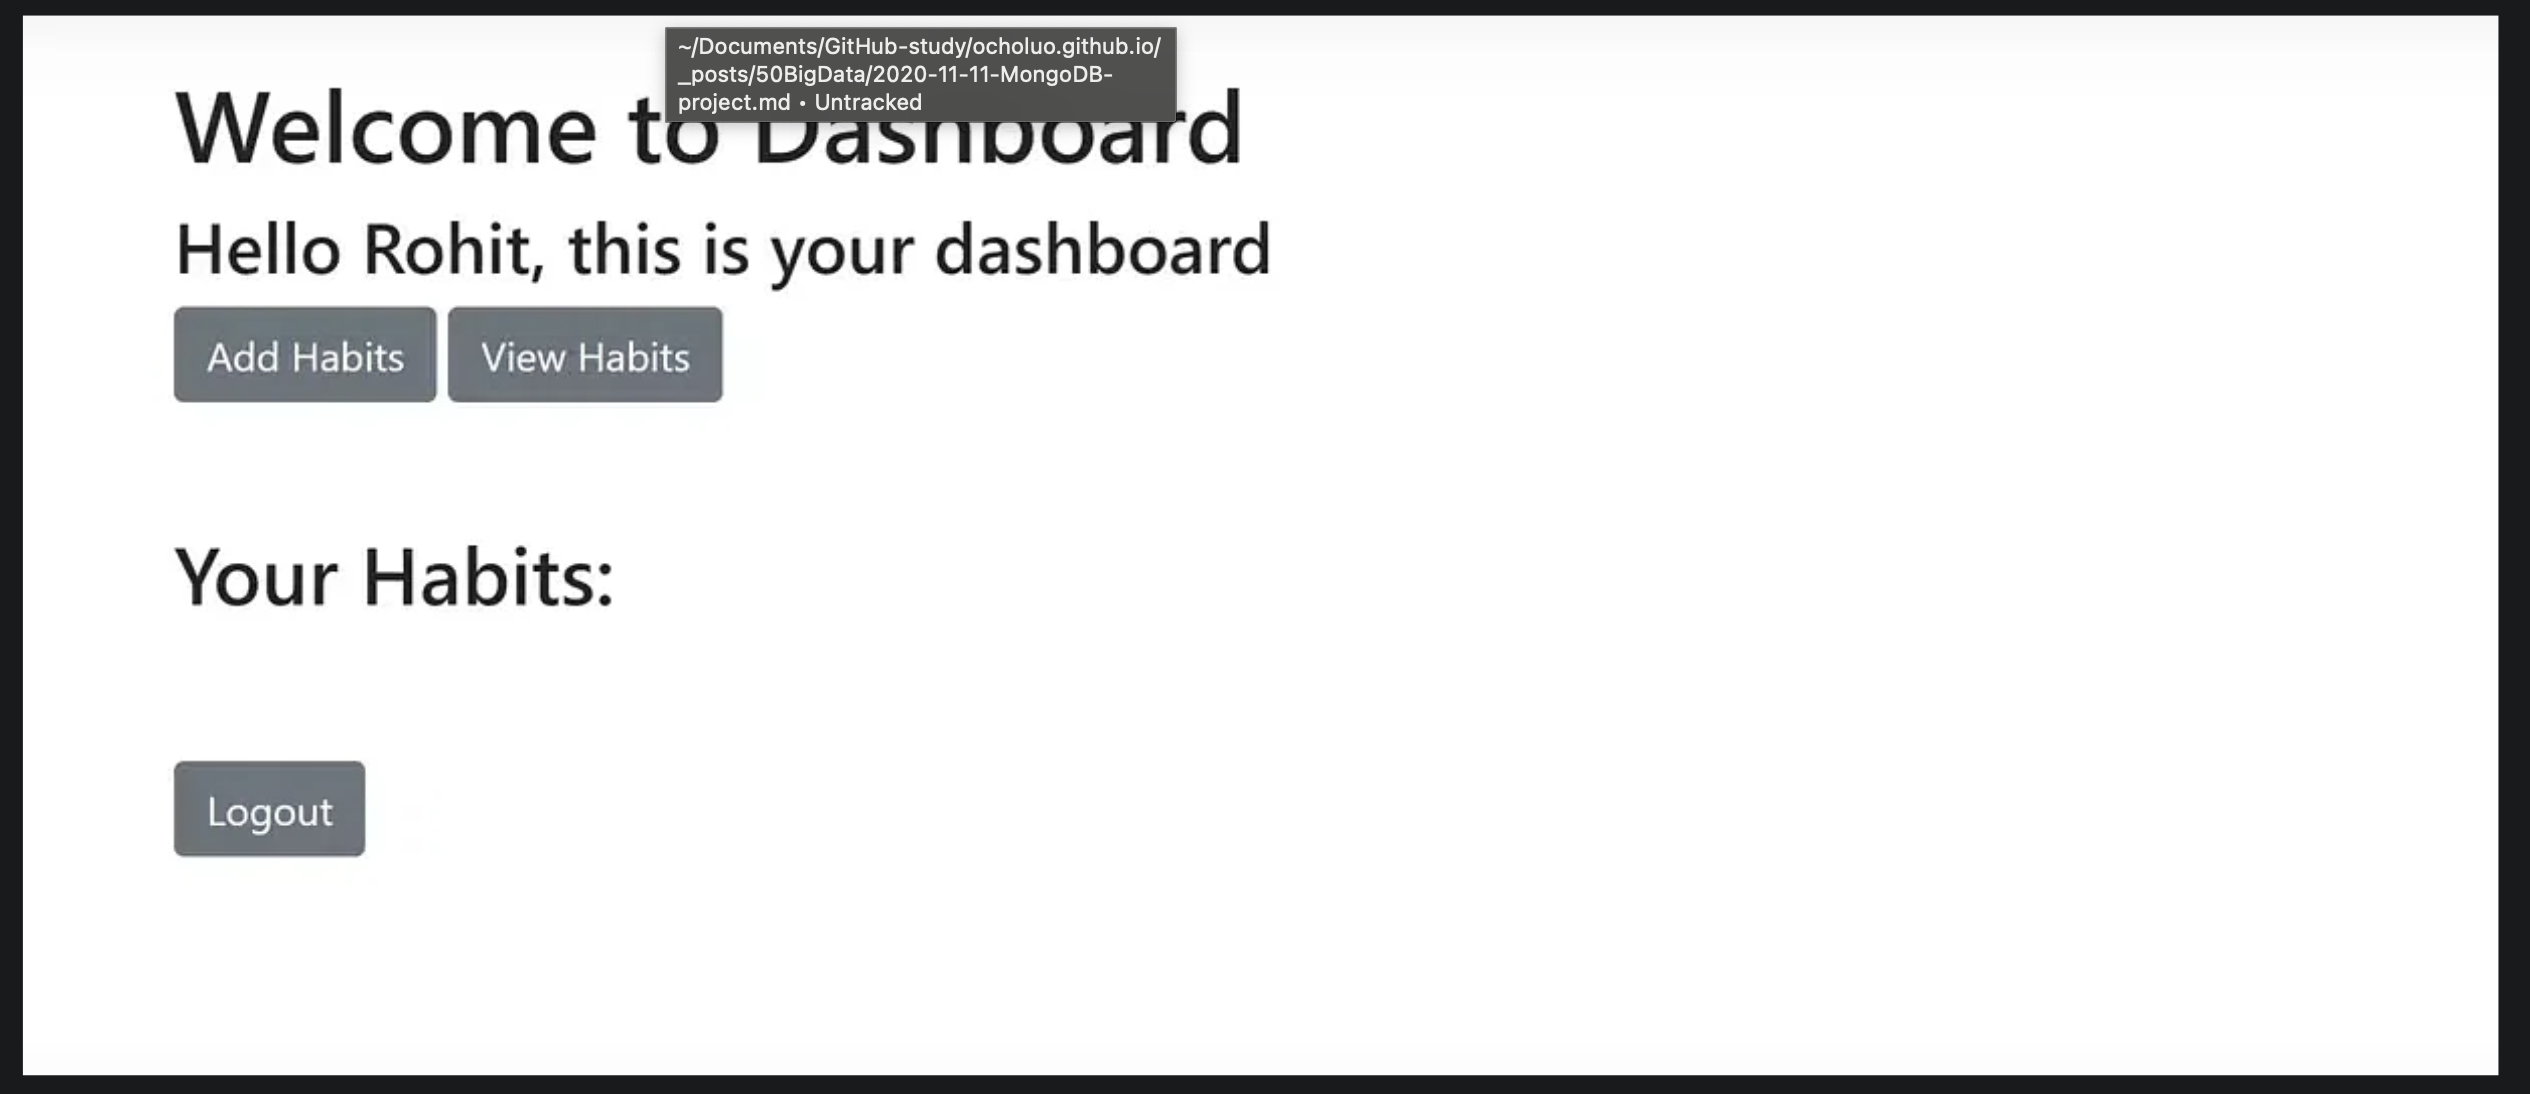 ~/Documents/GitHub-study/ocholuo.github.io/
_posts/50BigData/2020-11-11-MongoDB-
project.md • Untracked
Welcome to Dashboard
Hello Rohit, this is your dashboard
Add Habits View Habits
Your Habits:
Logout